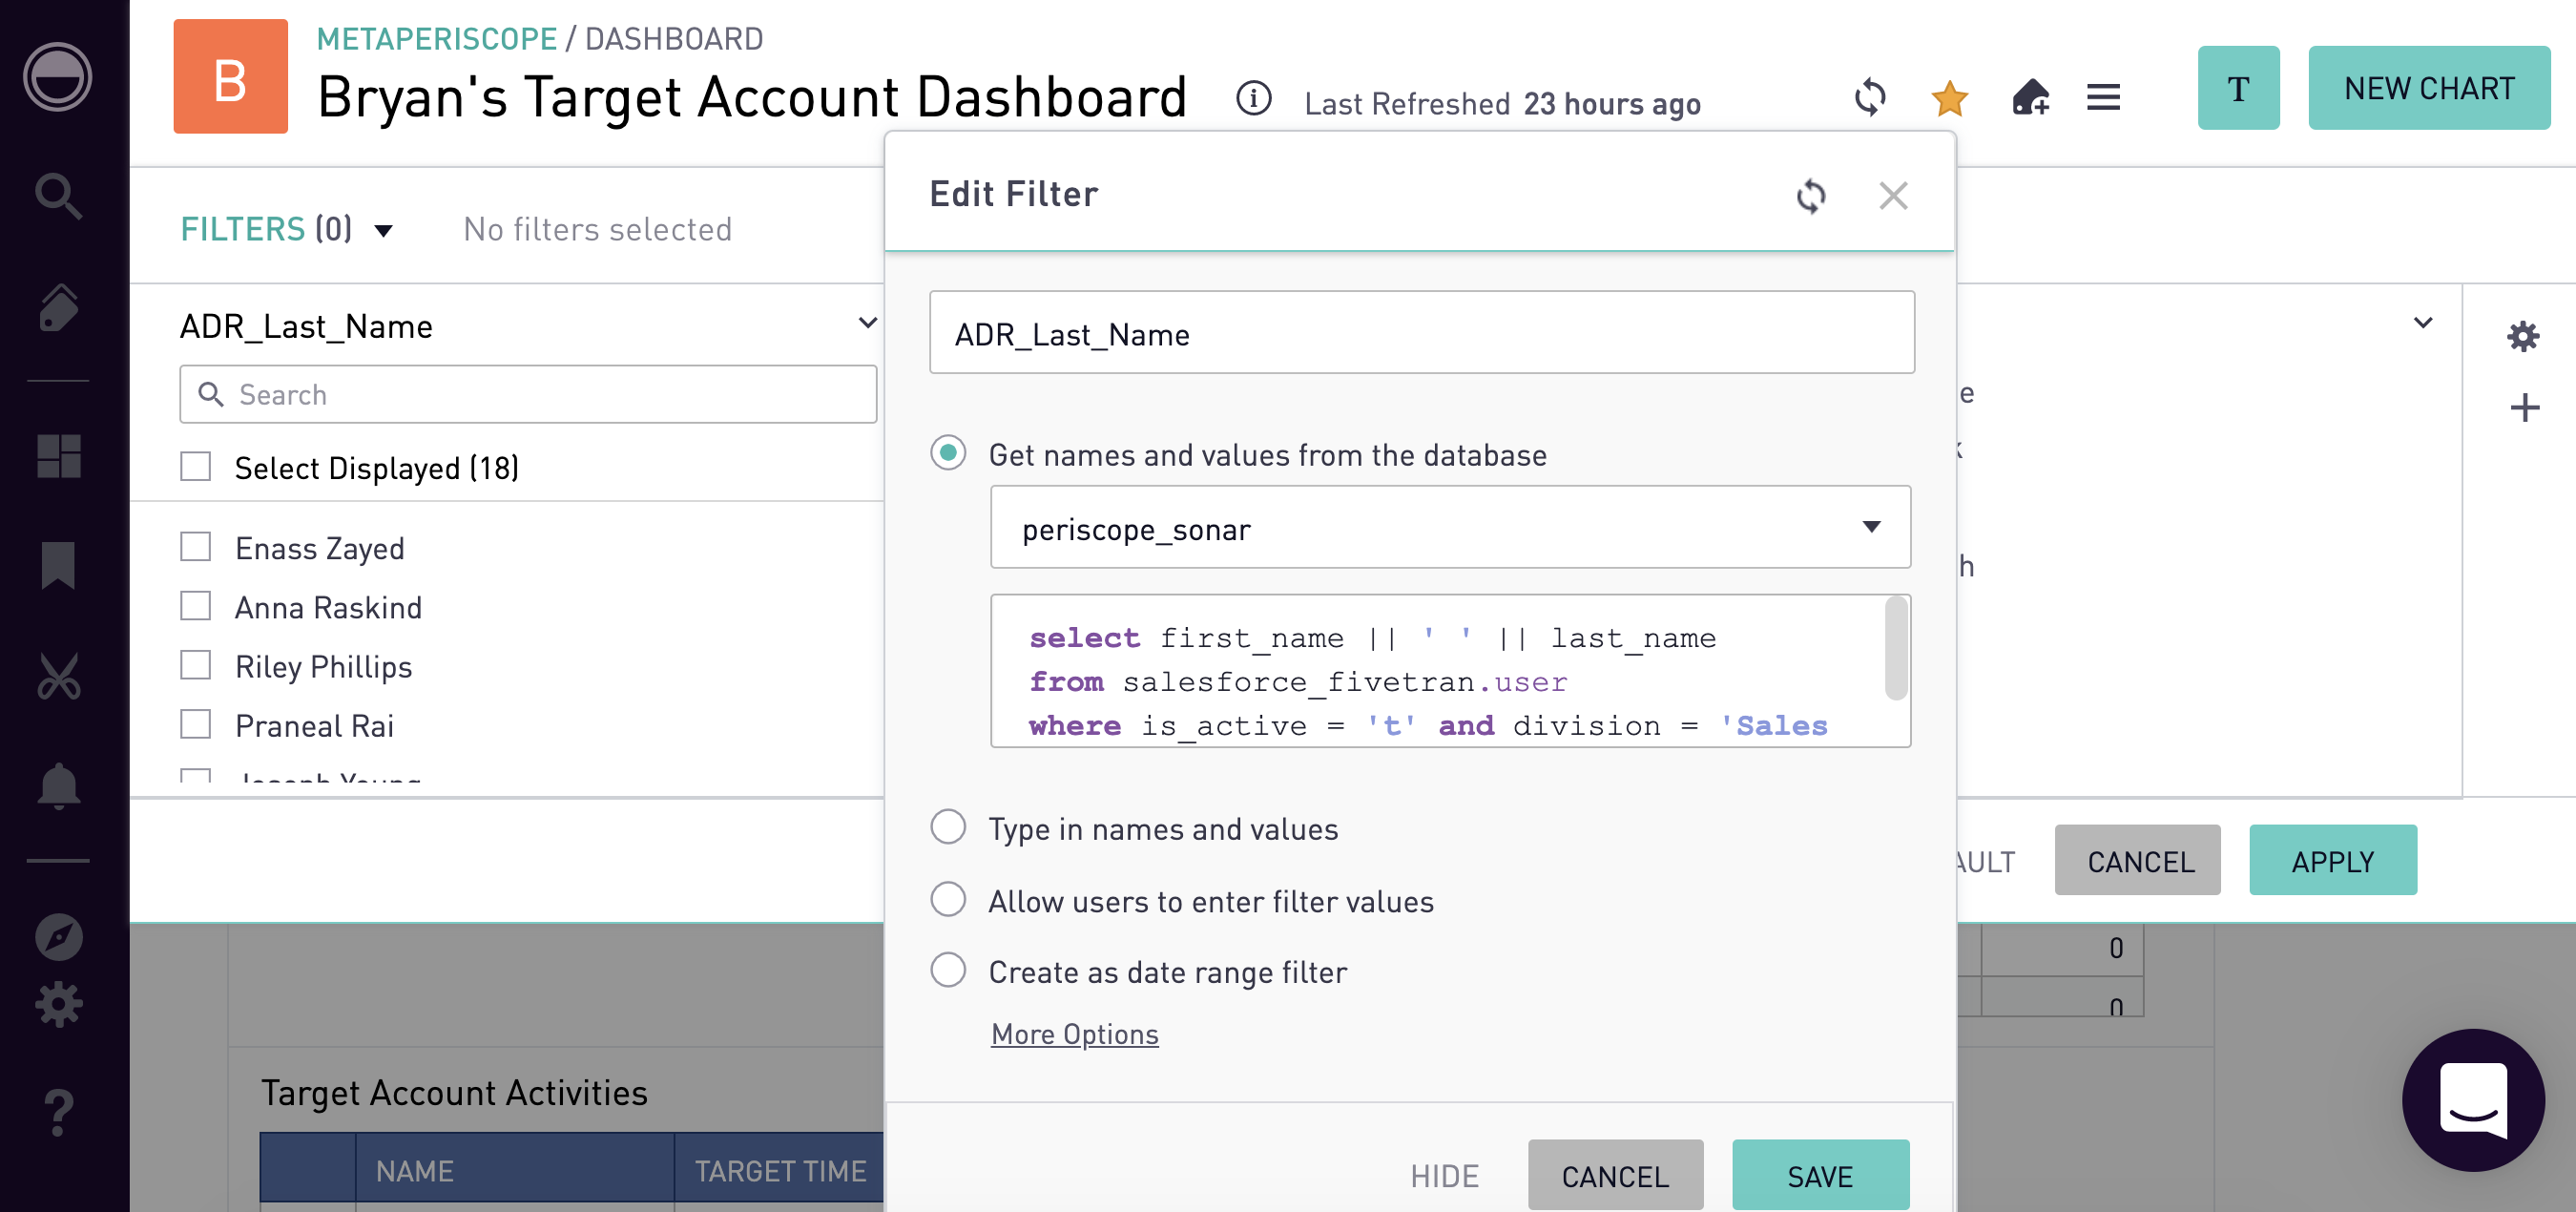 B
METAPERISCOPE / DASHBOARD
Bryan's Target Account Dashboard
Last Refreshed 23 hours ago
T
NEW CHART
FILTERS (0)
No filters selected
ADR_Last_Name
Search
Select Displayed (18)
Enass Zayed
Anna Raskind
Riley Phillips
Praneal Rai
Joseph Young
Edit Filter
ADR_Last_Name
Get names and values from the database
periscope_sonar
select first_name || ' ' || last_name
from salesforce_fivetran.user
where is_active = 't' and division = 'Sales
Type in names and values
Allow users to enter filter values
Create as date range filter
More Options
HIDE
CANCEL
SAVE
e
h
AULT
CANCEL
APPLY
0
0
Target Account Activities
NAME
TARGET TIME